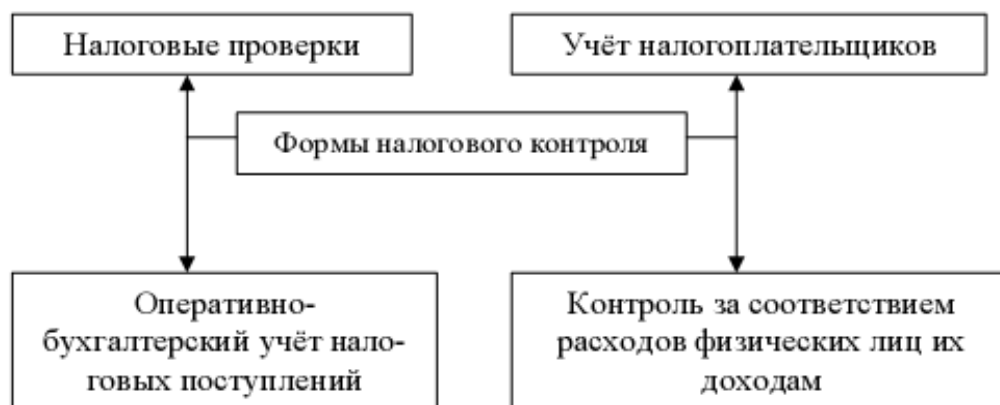 Налоговые проверки
Учёт налогоплательщиков
Формы налогового контроля
Оперативно-
бухгалтерский учёт нало-
говых поступлений
Контроль за соответствием
расходов физических лиц их
доходам